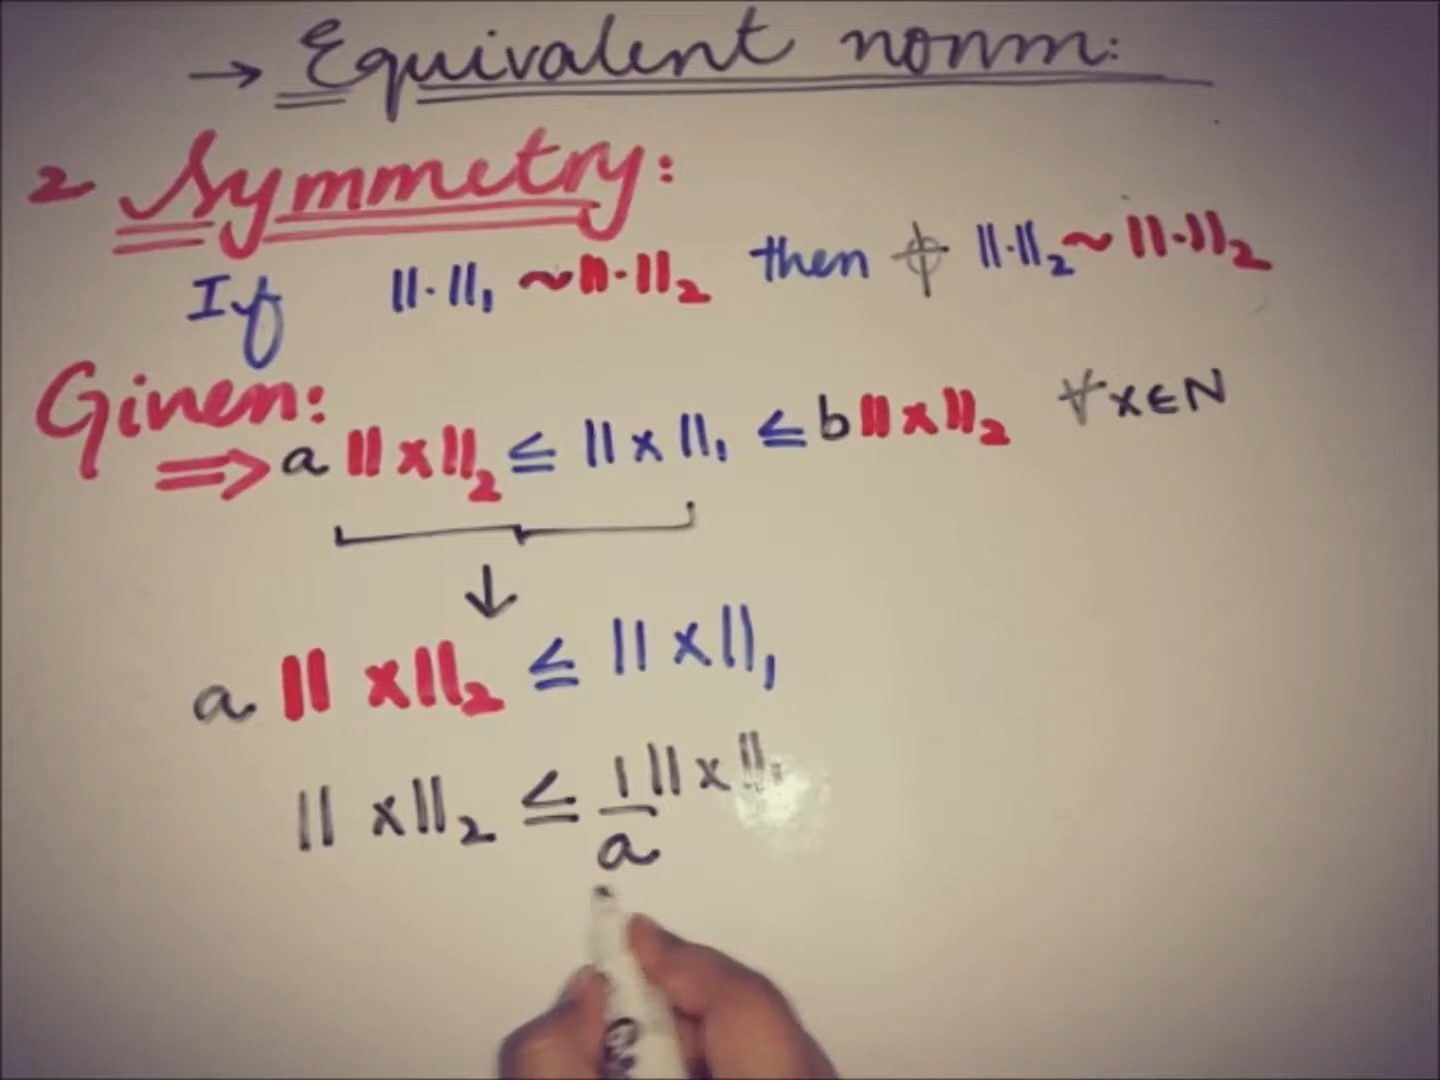 → Equivalent norm:
2 Symmetry:
If ||·||₁ ~ ||·||₂ then ||·||₂ ~ ||·||₂
Given:
⇒ a ||x||₂ ≤ ||x||₁ ≤ b||x||₂ ∀ x ∈ N
↓
a || x||₂ ≤ || x||₁
|| x||₂ ≤ 1/a || x ||₁